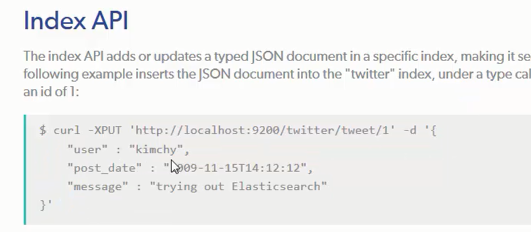 Index API
The index API adds or updates a typed JSON document in a specific index, making it se
following example inserts the JSON document into the "twitter" index, under a type cal
an id of 1:
$ curl -XPUT 'http://localhost:9200/twitter/tweet/1' -d '{
"user" : "kimchy",
"post_date" : "009-11-15T14:12:12",
"message" : "trying out Elasticsearch"
}'